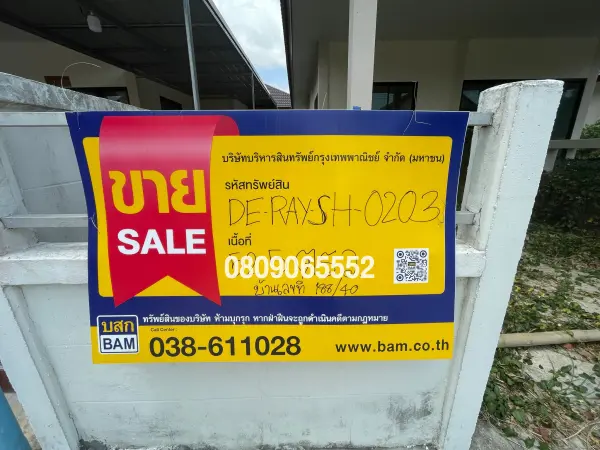 ขาย
SALE
บริษัทบริหารสินทรัพย์กรุงเทพพาณิชย์ จำกัด (มหาชน)
รหัสทรัพย์สิน
DE-RAYSH-0203
เนื้อที่
0809065552
บ้านเลขที่ 188/40
ทรัพย์สินของบริษัท ห้ามบุกรุก หากฝ่าฝืนจะถูกดำเนินคดีตามกฎหมาย
บสก
BAM
Call Center :
038-611028
www.bam.co.th